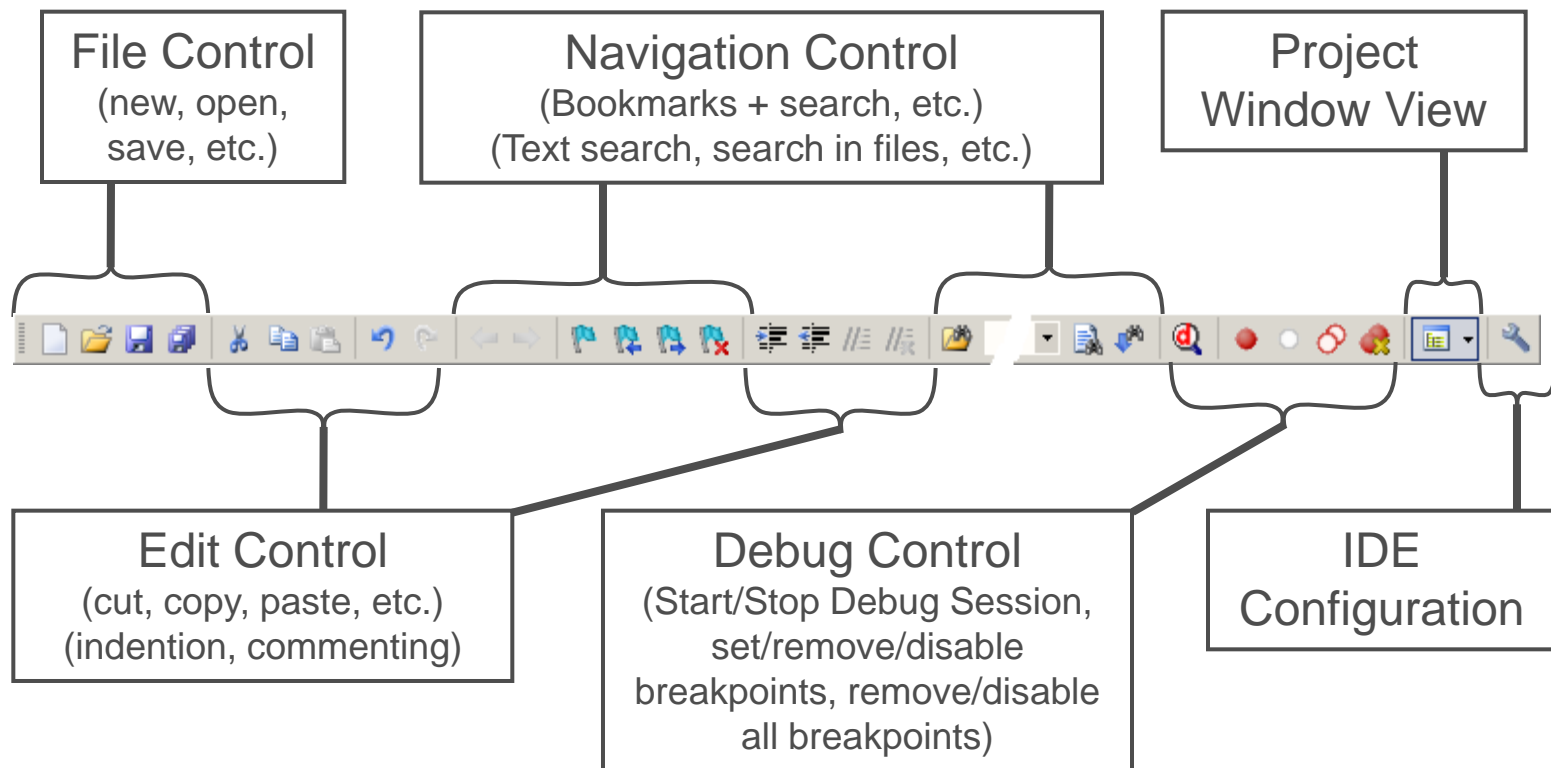 File Control
(new, open,
save, etc.)
Navigation Control
(Bookmarks + search, etc.)
(Text search, search in files, etc.)
Project
Window View
Edit Control
(cut, copy, paste, etc.)
(indention, commenting)
Debug Control
(Start/Stop Debug Session,
set/remove/disable
breakpoints, remove/disable
all breakpoints)
IDE
Configuration